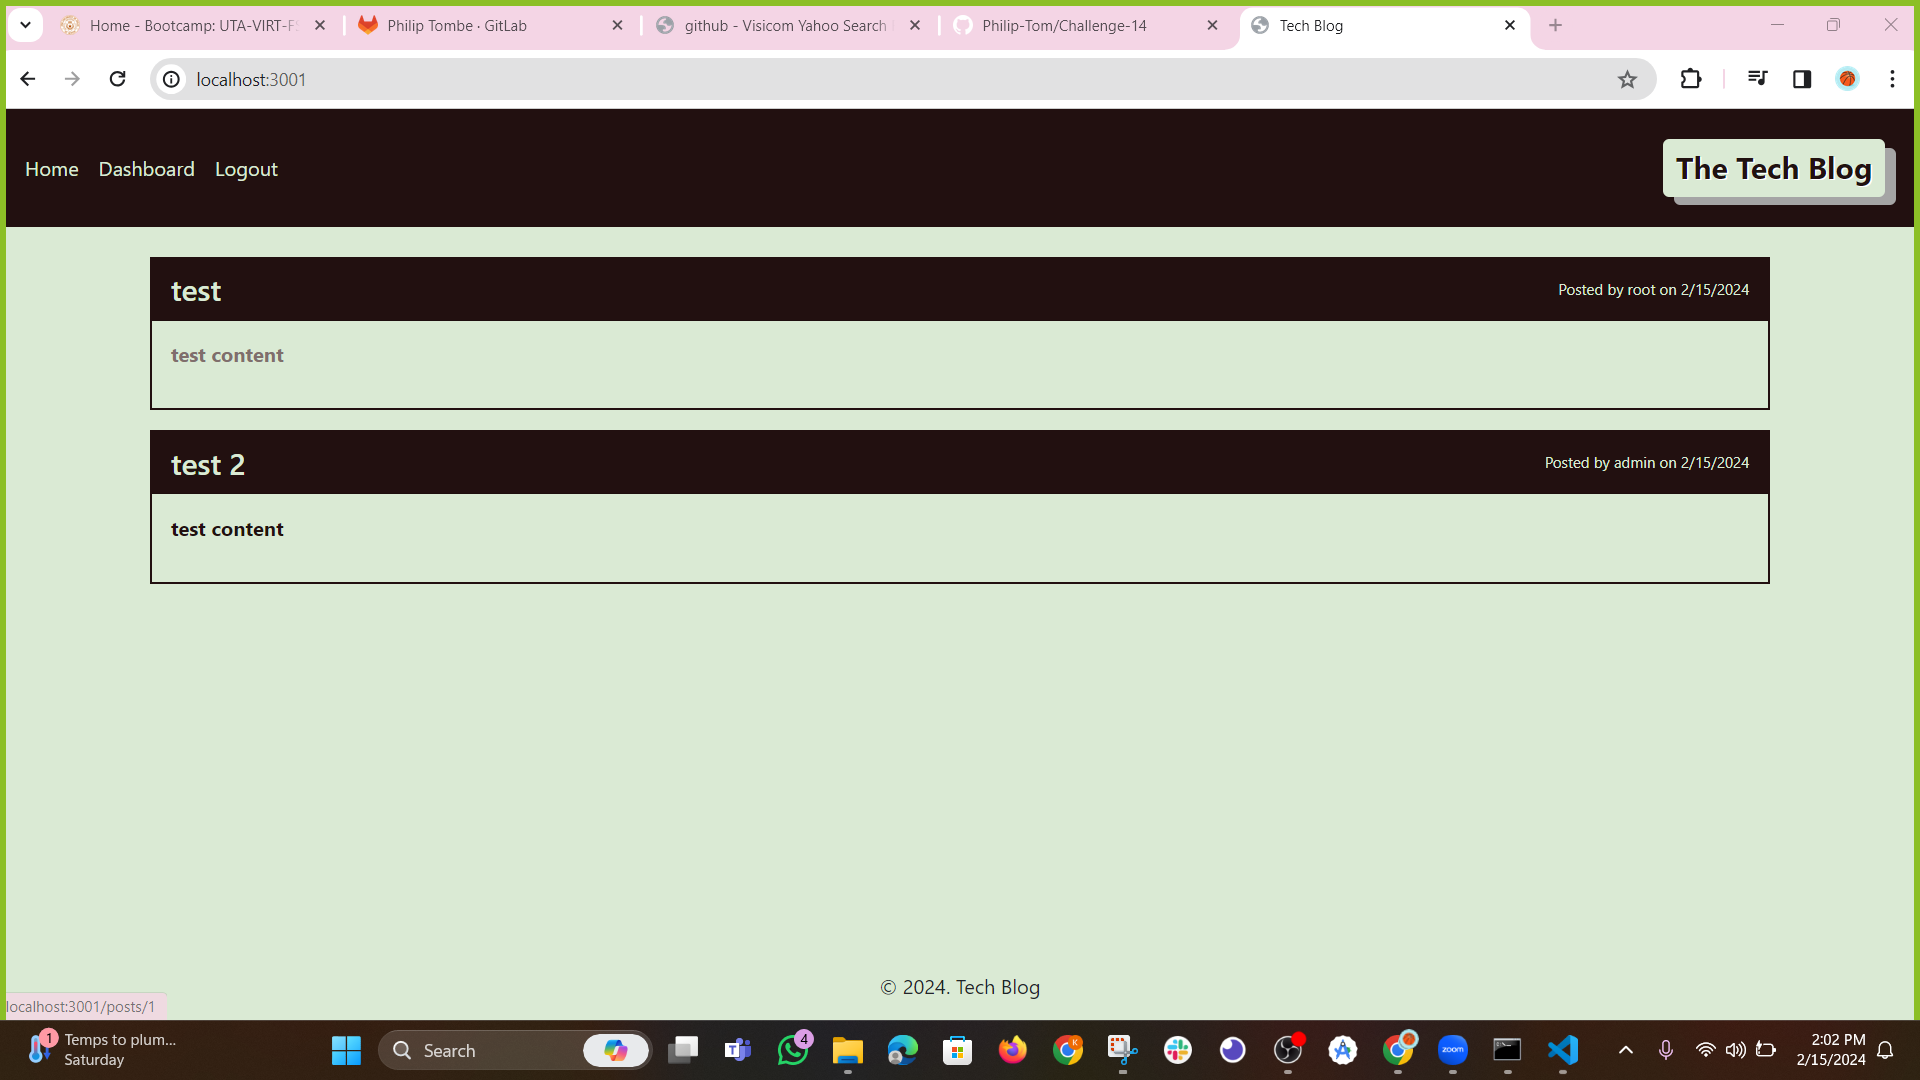 Home - Bootcamp: UTA-VIRT-FS
Philip Tombe · GitLab
github - Visicom Yahoo Search
Philip-Tom/Challenge-14
Tech Blog
localhost:3001
Home
Dashboard
Logout
The Tech Blog
test
Posted by root on 2/15/2024
test content
test 2
Posted by admin on 2/15/2024
test content
© 2024. Tech Blog
localhost:3001/posts/1
1
Temps to plum...
Saturday
Search
4
K
zoom
2:02 PM
2/15/2024